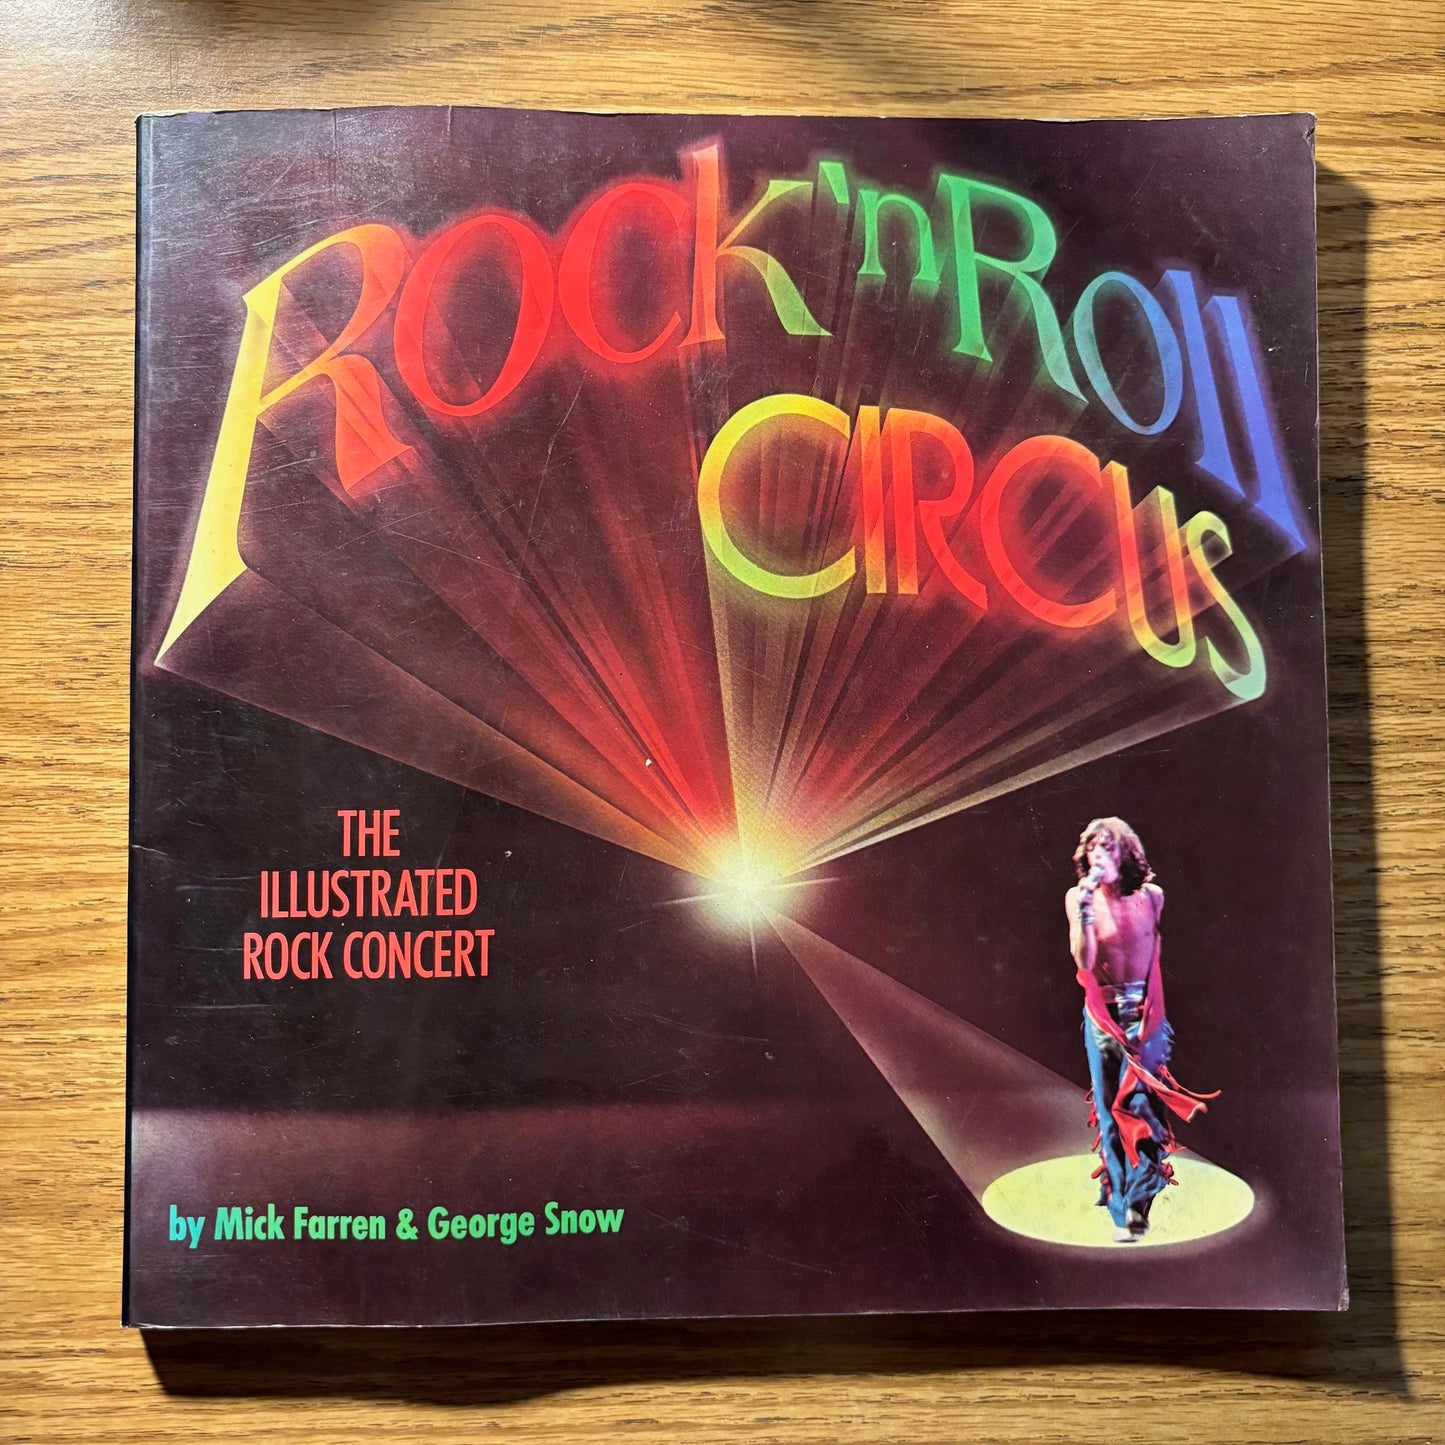 Rock 'n Roll
Circus
THE
ILLUSTRATED
ROCK CONCERT
by Mick Farren & George Snow